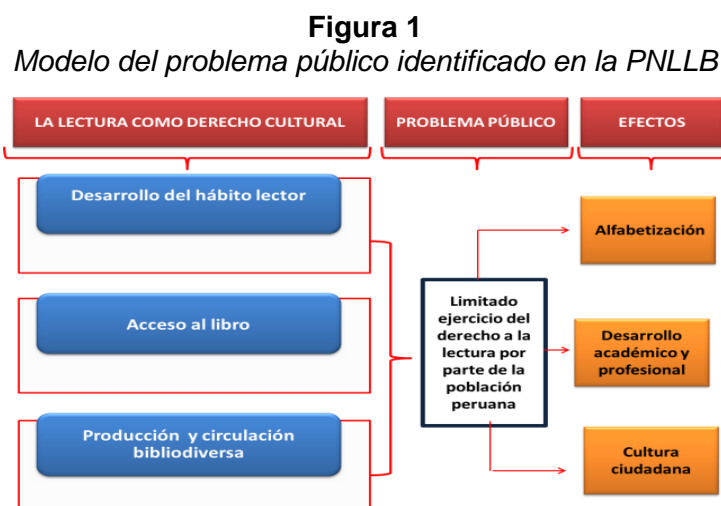 Figura 1
Modelo del problema público identificado en la PNLLB
LA LECTURA COMO DERECHO CULTURAL
PROBLEMA PÚBLICO
EFECTOS
Desarrollo del hábito lector
Acceso al libro
Producción y circulación
bibliodiversa
Limitado
ejercicio del
derecho a la
lectura por
parte de la
población
peruana
Alfabetización
Desarrollo
académico y
profesional
Cultura
ciudadana